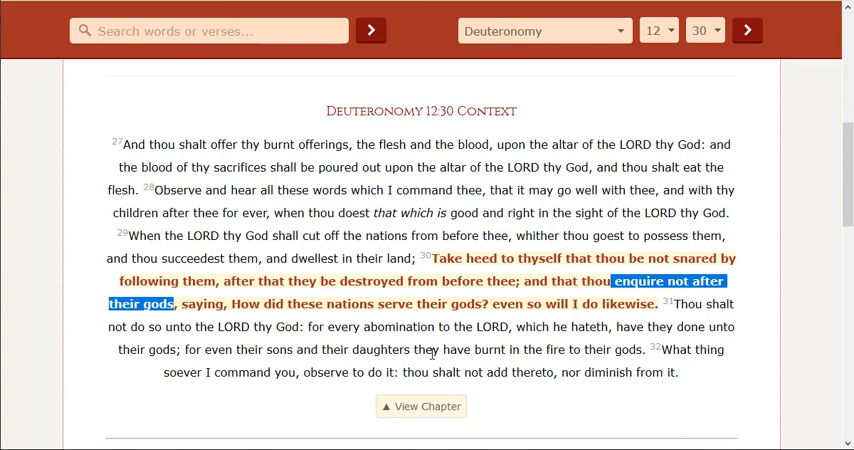 Search words or verses...
Deuteronomy
12
30
Deuteronomy 12:30 Context
27And thou shalt offer thy burnt offerings, the flesh and the blood, upon the altar of the LORD thy God: and
the blood of thy sacrifices shall be poured out upon the altar of the LORD thy God, and thou shalt eat the
flesh. 28Observe and hear all these words which I command thee, that it may go well with thee, and with thy
children after thee for ever, when thou doest that which is good and right in the sight of the LORD thy God.
29When the LORD thy God shall cut off the nations from before thee, whither thou goest to possess them,
and thou succeedest them, and dwellest in their land; 30Take heed to thyself that thou be not snared by
following them, after that they be destroyed from before thee; and that thou enquire not after
their gods, saying, How did these nations serve their gods? even so will I do likewise. 31Thou shalt
not do so unto the LORD thy God: for every abomination to the LORD, which he hateth, have they done unto
their gods; for even their sons and their daughters they have burnt in the fire to their gods. 32What thing
soever I command you, observe to do it: thou shalt not add thereto, nor diminish from it.
▲ View Chapter